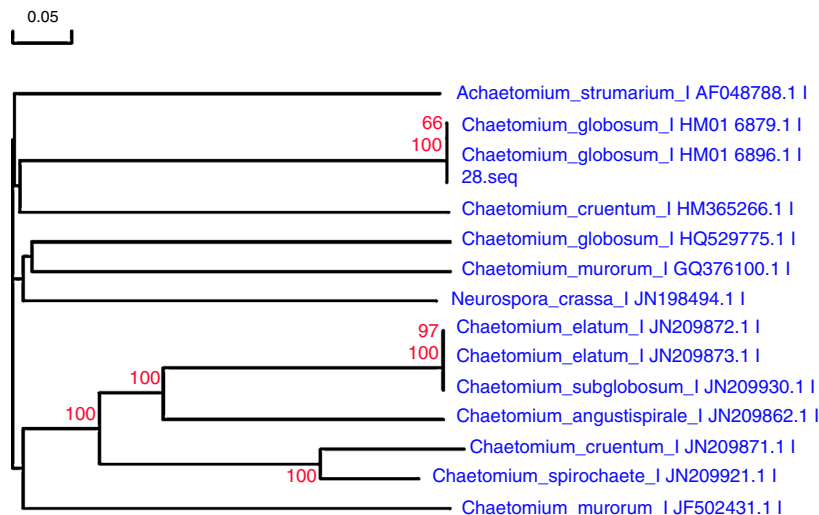 0.05
Achaetomium_strumarium_I AF048788.1 I
66
Chaetomium_globosum_I HM01 6879.1 I
100
Chaetomium_globosum_I HM01 6896.1 I
28.seq
Chaetomium_cruentum_I HM365266.1 I
Chaetomium_globosum_I HQ529775.1 I
Chaetomium_murorum_I GQ376100.1 I
Neurospora_crassa_I JN198494.1 I
97
Chaetomium_elatum_I JN209872.1 I
100
Chaetomium_elatum_I JN209873.1 I
100
Chaetomium_subglobosum_I JN209930.1 I
100
Chaetomium_angustispirale_I JN209862.1 I
Chaetomium_cruentum_I JN209871.1 I
100
Chaetomium_spirochaete_I JN209921.1 I
Chaetomium_murorum_I JF502431.1 I